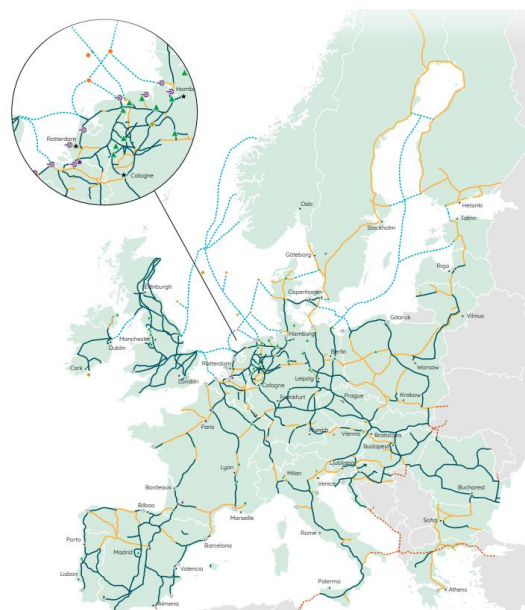 Hamb
Rotterdam
Cologne
Oslo
Helsinki
Tallin
Stockholm
Göteborg
Riga
Edinburgh
Copenhagen
Vilnius
Gdansk
Dublin
Manchester
Hamburg
Berlin
Warsaw
Cork
London
Rotterdam
Leipzig
Cologne
Frankfurt
Prague
Krakow
Paris
Munich
Vienna
Bratislava
Budapest
Lyon
Ljubljana
Milan
Venice
Bordeaux
Bucharest
Bilbao
Marseille
Sofia
Porto
Rome
Madrid
Barcelona
Lisbon
Valencia
Palermo
Athens
Almeria